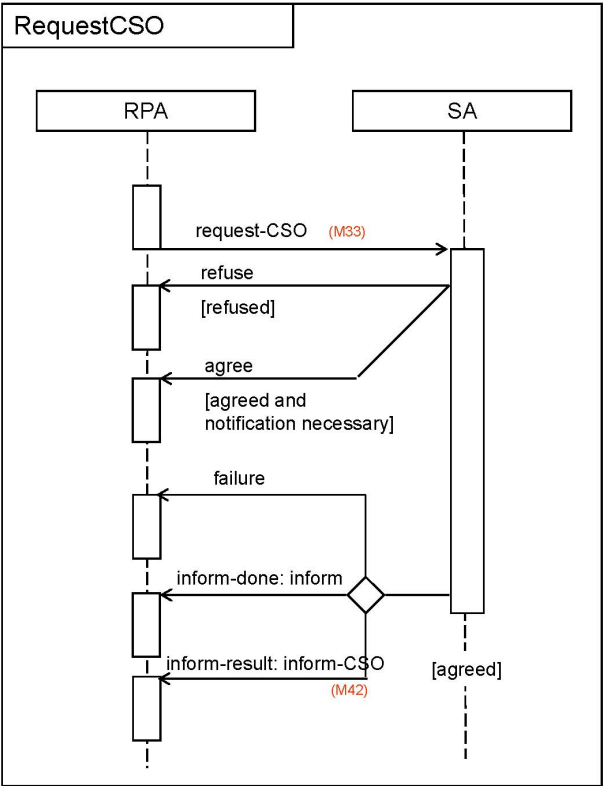 RequestCSO
RPA
SA
request-CSO (M33)
refuse
[refused]
agree
[agreed and
notification necessary]
failure
inform-done: inform
inform-result: inform-CSO
[agreed]
(M42)